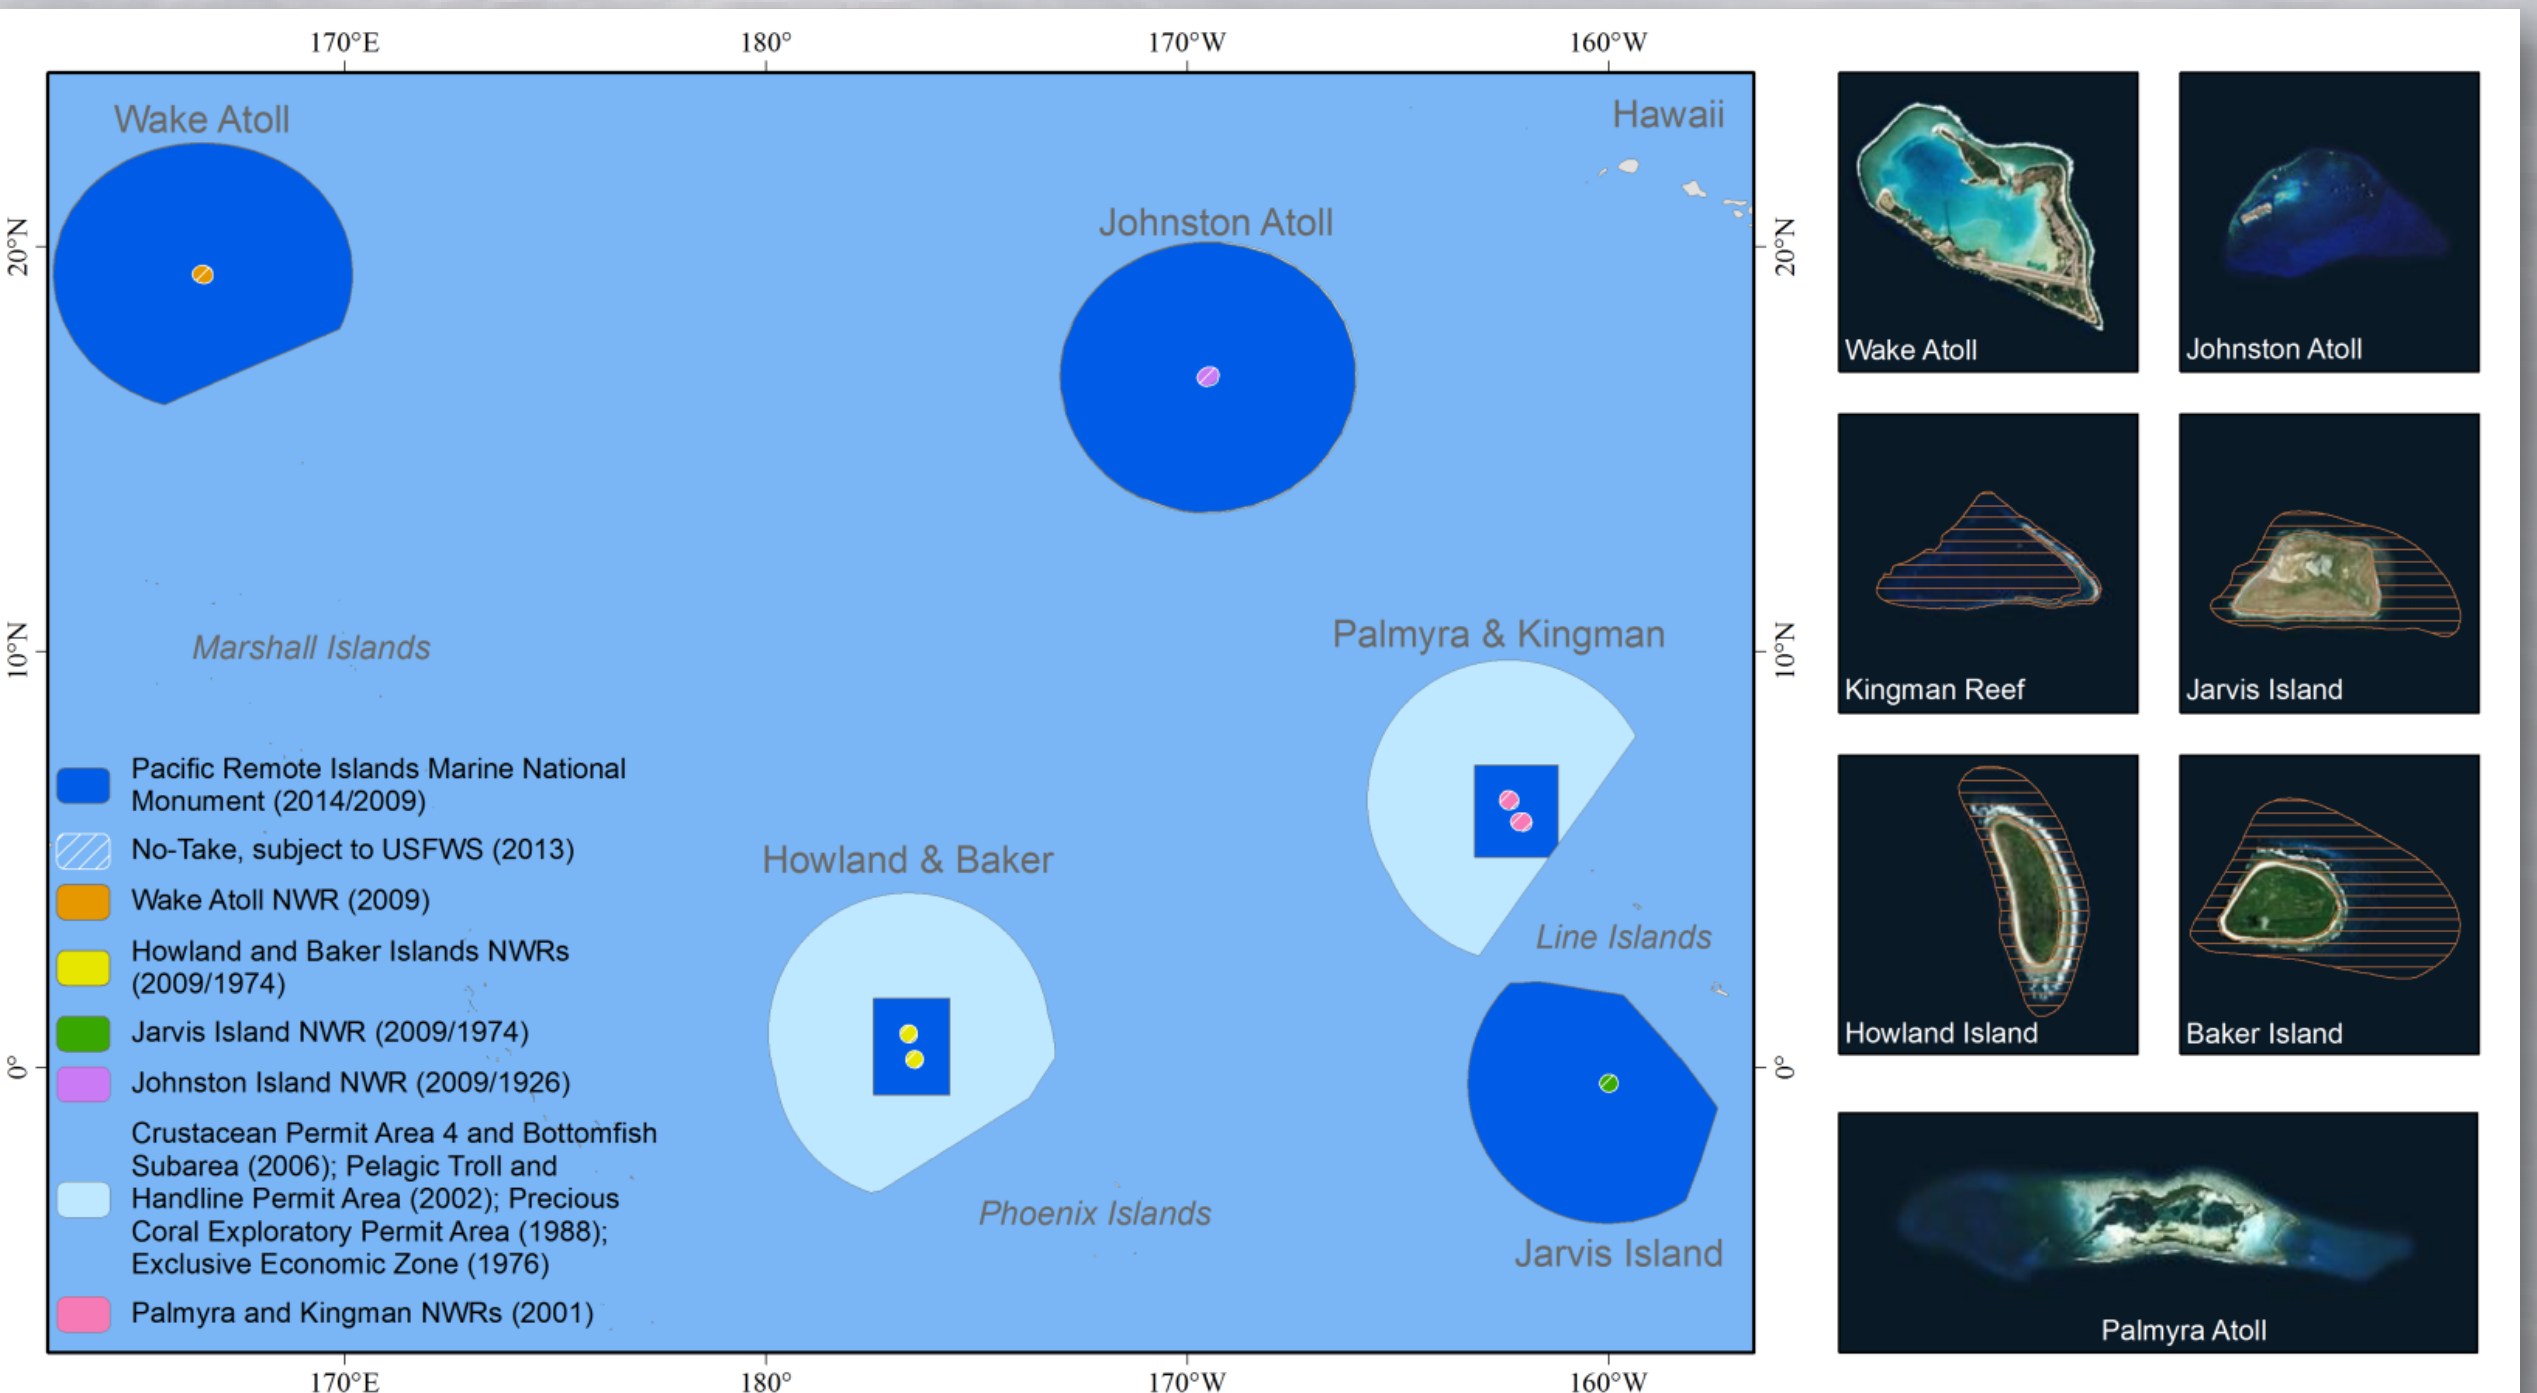 170°E
180°
170°W
160°W
Wake Atoll
Hawaii
Johnston Atoll
20°N
20°N
Marshall Islands
Palmyra & Kingman
10°N
10°N
Howland & Baker
Line Islands
0°
0°
Phoenix Islands
Jarvis Island
Pacific Remote Islands Marine National
Monument (2014/2009)
No-Take, subject to USFWS (2013)
Wake Atoll NWR (2009)
Howland and Baker Islands NWRs
(2009/1974)
Jarvis Island NWR (2009/1974)
Johnston Island NWR (2009/1926)
Crustacean Permit Area 4 and Bottomfish
Subarea (2006); Pelagic Troll and
Handline Permit Area (2002); Precious
Coral Exploratory Permit Area (1988);
Exclusive Economic Zone (1976)
Palmyra and Kingman NWRs (2001)
170°E
180°
170°W
160°W
Wake Atoll
Johnston Atoll
Kingman Reef
Jarvis Island
Howland Island
Baker Island
Palmyra Atoll